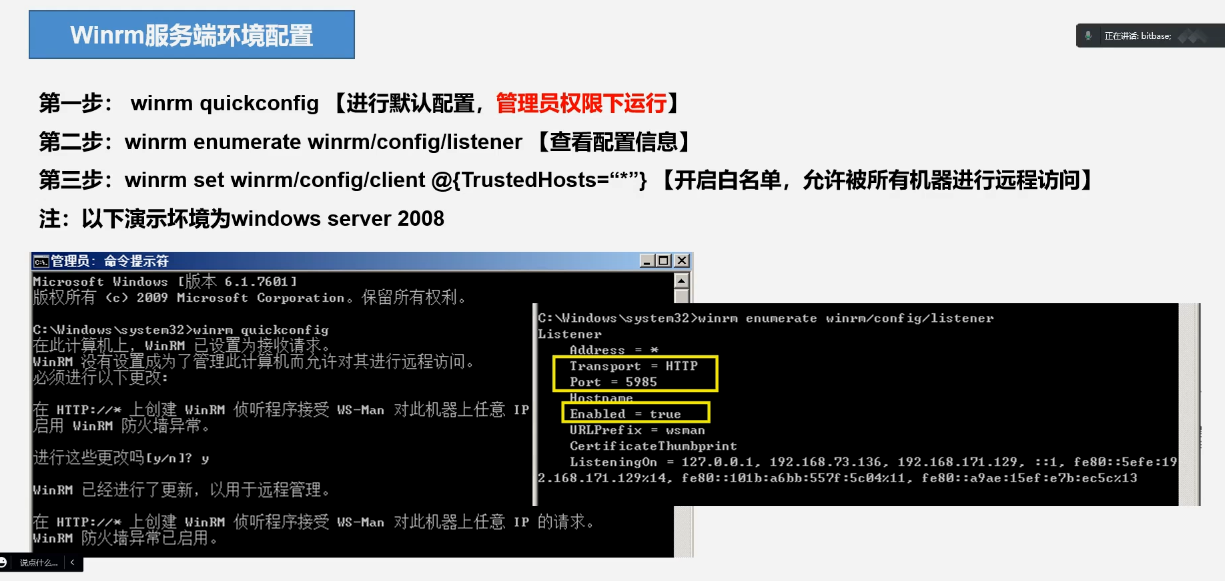 Winrm服务端环境配置
正在讲话: bitbase;
第一步： winrm quickconfig 【进行默认配置，管理员权限下运行】
第二步：winrm enumerate winrm/config/listener 【查看配置信息】
第三步：winrm set winrm/config/client @{TrustedHosts=“*”} 【开启白名单，允许被所有机器进行远程访问】
注：以下演示坏境为windows server 2008
管理员: 命令提示符
Microsoft Windows [版本 6.1.7601]
版权所有 (c) 2009 Microsoft Corporation。保留所有权利。
C:\Windows\system32>winrm quickconfig
在此计算机上，WinRM 已设置为接收请求。
WinRM 没有设置成为了管理此计算机而允许对其进行远程访问。
必须进行以下更改:
在 HTTP://* 上创建 WinRM 侦听程序接受 WS-Man 对此机器上任意 IP
启用 WinRM 防火墙异常。
进行这些更改吗[y/n]? y
WinRM 已经进行了更新，以用于远程管理。
在 HTTP://* 上创建 WinRM 侦听程序接受 WS-Man 对此机器上任意 IP 的请求。
WinRM 防火墙异常已启用。
C:\Windows\system32>winrm enumerate winrm/config/listener
Listener
Address = *
Transport = HTTP
Port = 5985
Hostname
Enabled = true
URLPrefix = wsman
CertificateThumbprint
ListeningOn = 127.0.0.1, 192.168.73.136, 192.168.171.129, ::1, fe80::5efe:19
2.168.171.129%14, fe80::101b:a6bb:557f:5c04%11, fe80::a9ae:15ef:e7b:ec5c%13
说点什么...